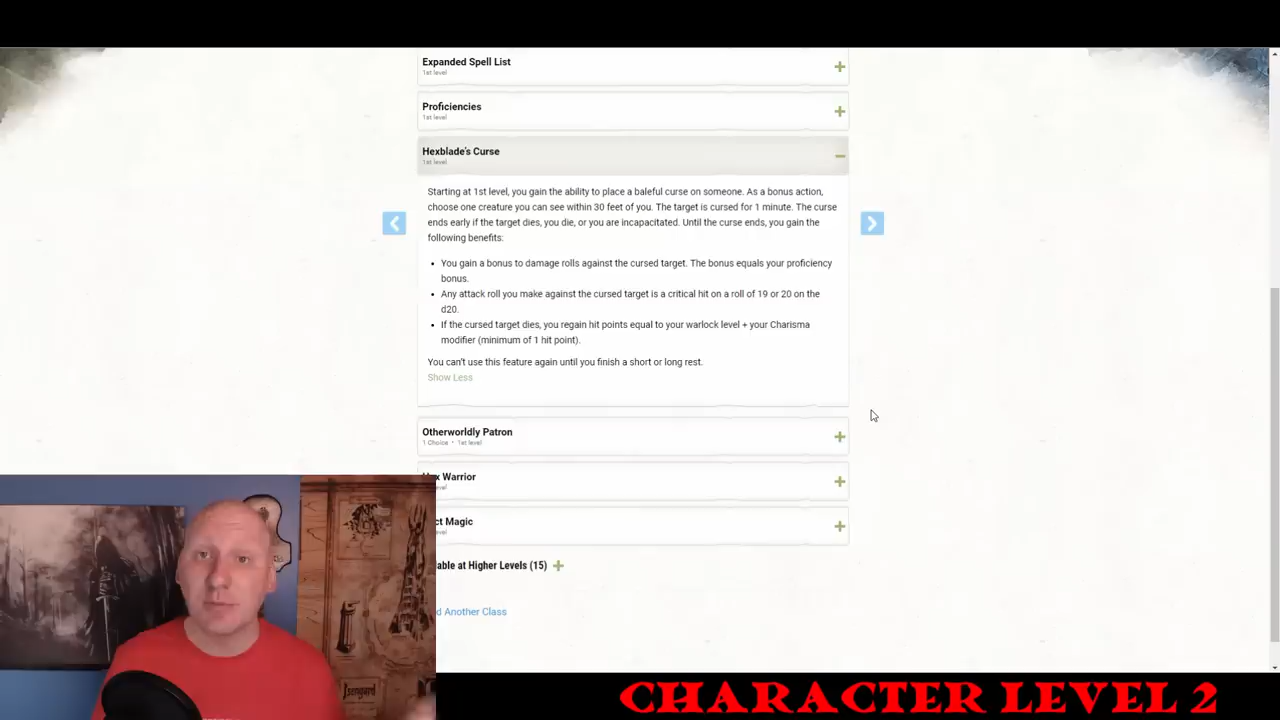 Expanded Spell List
1st level
Proficiencies
1st level
Hexblade's Curse
1st level
Starting at 1st level, you gain the ability to place a baleful curse on someone. As a bonus action,
choose one creature you can see within 30 feet of you. The target is cursed for 1 minute. The curse
ends early if the target dies, you die, or you are incapacitated. Until the curse ends, you gain the
following benefits:
• You gain a bonus to damage rolls against the cursed target. The bonus equals your proficiency
bonus.
• Any attack roll you make against the cursed target is a critical hit on a roll of 19 or 20 on the
d20.
• If the cursed target dies, you regain hit points equal to your warlock level + your Charisma
modifier (minimum of 1 hit point).
You can't use this feature again until you finish a short or long rest.
Show Less
Otherworldly Patron
1 Choice • 1st level
x Warrior
evel
ct Magic
evel
able at Higher Levels (15)
d Another Class
Isengard
CHARACTER LEVEL 2